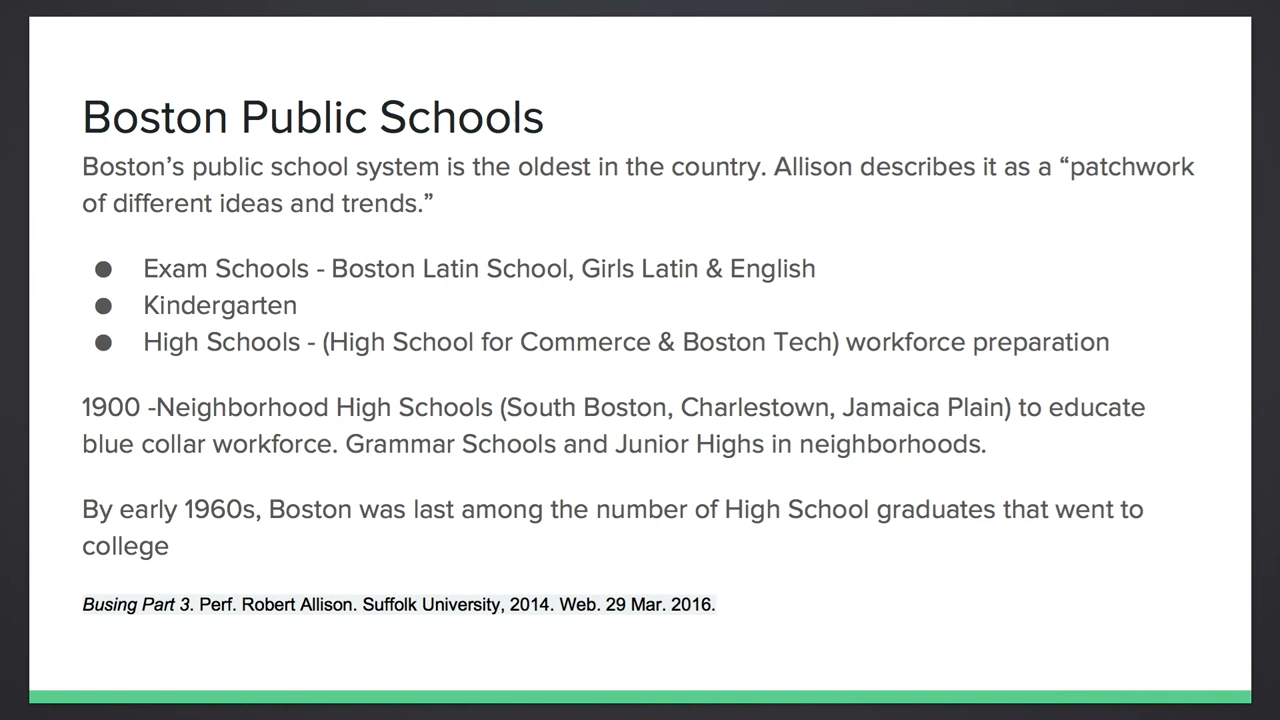 Boston Public Schools
Boston’s public school system is the oldest in the country. Allison describes it as a “patchwork
of different ideas and trends.”
● Exam Schools - Boston Latin School, Girls Latin & English
● Kindergarten
● High Schools - (High School for Commerce & Boston Tech) workforce preparation
1900 -Neighborhood High Schools (South Boston, Charlestown, Jamaica Plain) to educate
blue collar workforce. Grammar Schools and Junior Highs in neighborhoods.
By early 1960s, Boston was last among the number of High School graduates that went to
college
Busing Part 3. Perf. Robert Allison. Suffolk University, 2014. Web. 29 Mar. 2016.